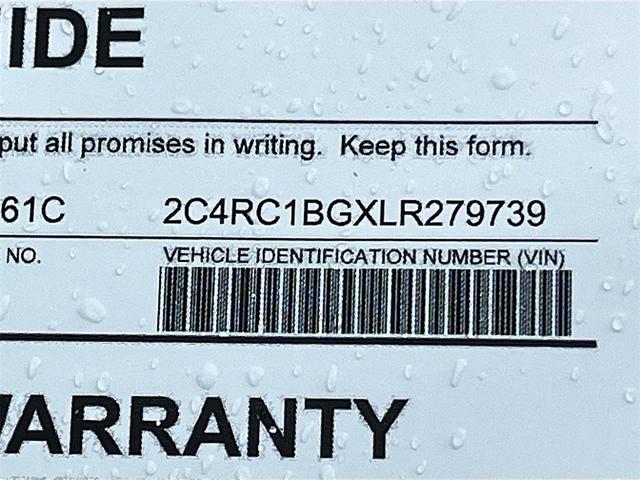 IDE
put all promises in writing. Keep this form.
61C 2C4RC1BGXLR279739
NO. VEHICLE IDENTIFICATION NUMBER (VIN)
WARRANTY